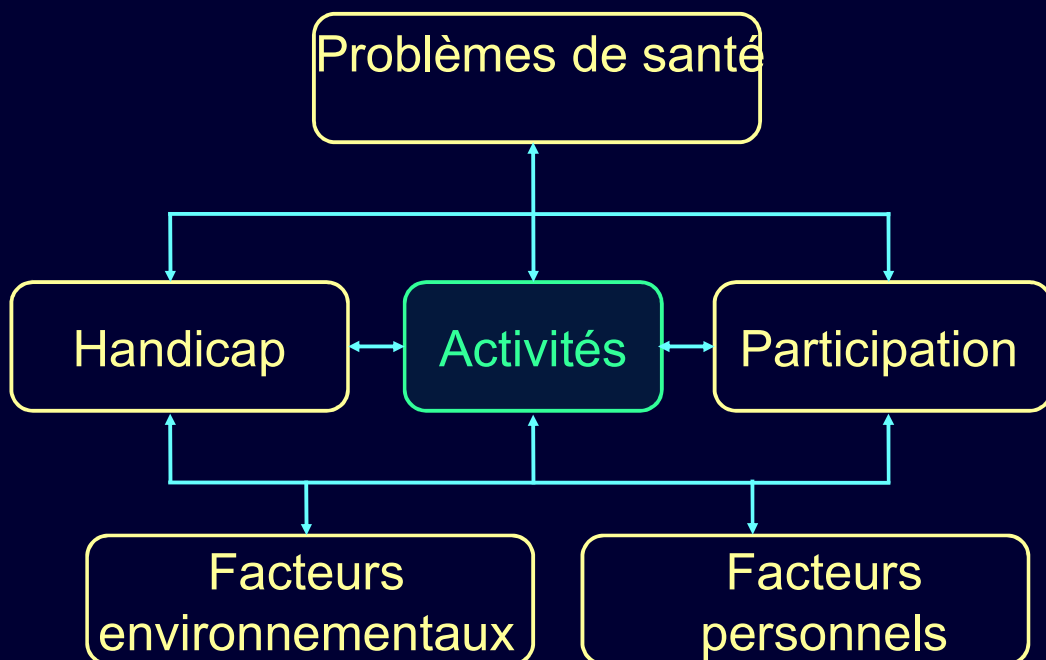 Problèmes de santé
Handicap
Activités
Participation
Facteurs
environnementaux
Facteurs
personnels